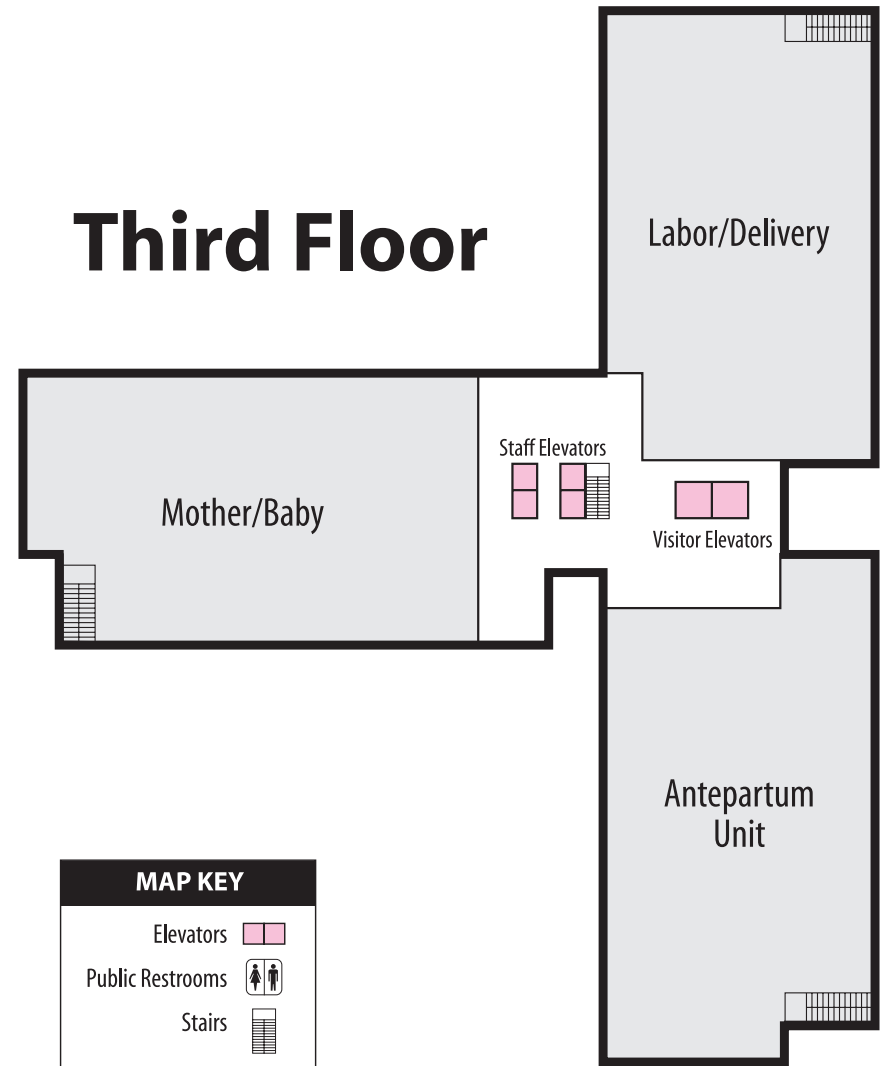 Third Floor
Labor/Delivery
Staff Elevators
Mother/Baby
Visitor Elevators
Antepartum
Unit
MAP KEY
Elevators
Public Restrooms
Stairs